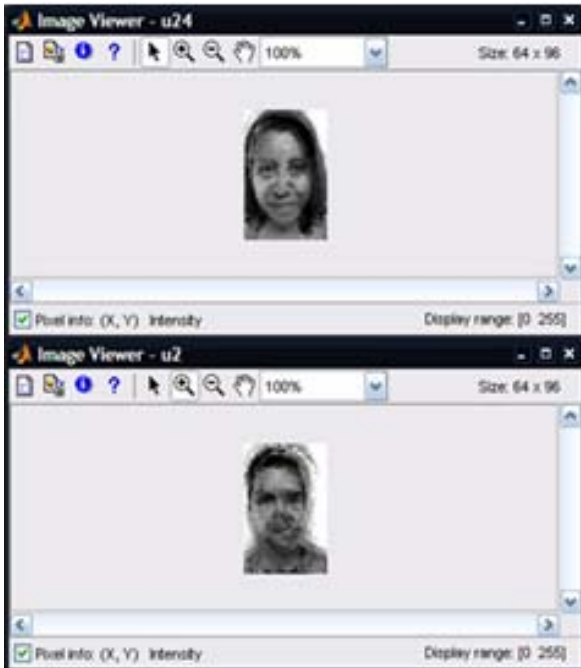 Image Viewer - u24
? 100% Size: 64 x 96
Pixel info: (X, Y) Intensity Display range: [0 255]
Image Viewer - u2
? 100% Size: 64 x 96
Pixel info: (X, Y) Intensity Display range: [0 255]